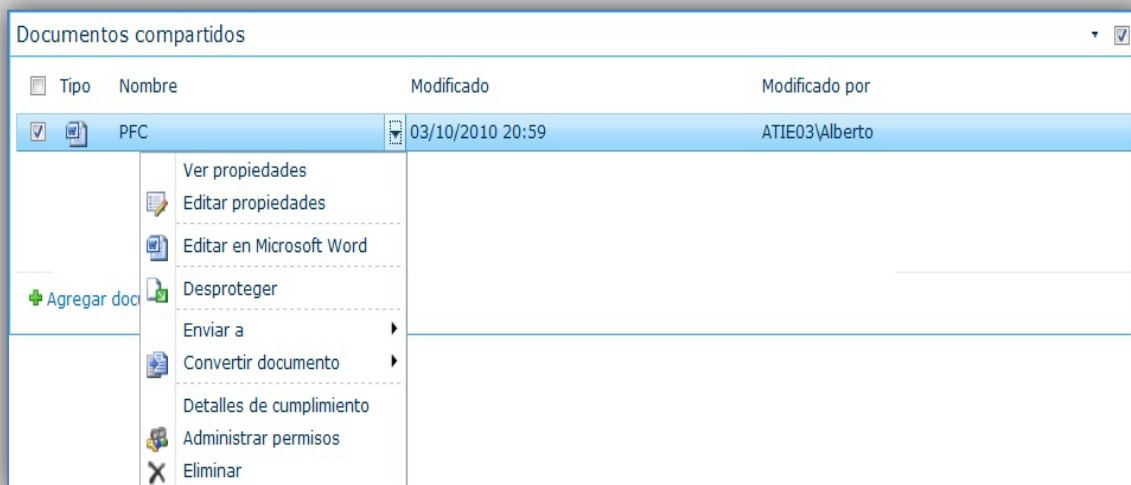 Documentos compartidos
Tipo Nombre Modificado Modificado por
PFC 03/10/2010 20:59 ATIE03\Alberto
Ver propiedades
Editar propiedades
Editar en Microsoft Word
Agregar
Desproteger
Enviar a
Convertir documento
Detalles de cumplimiento
Administrar permisos
Eliminar